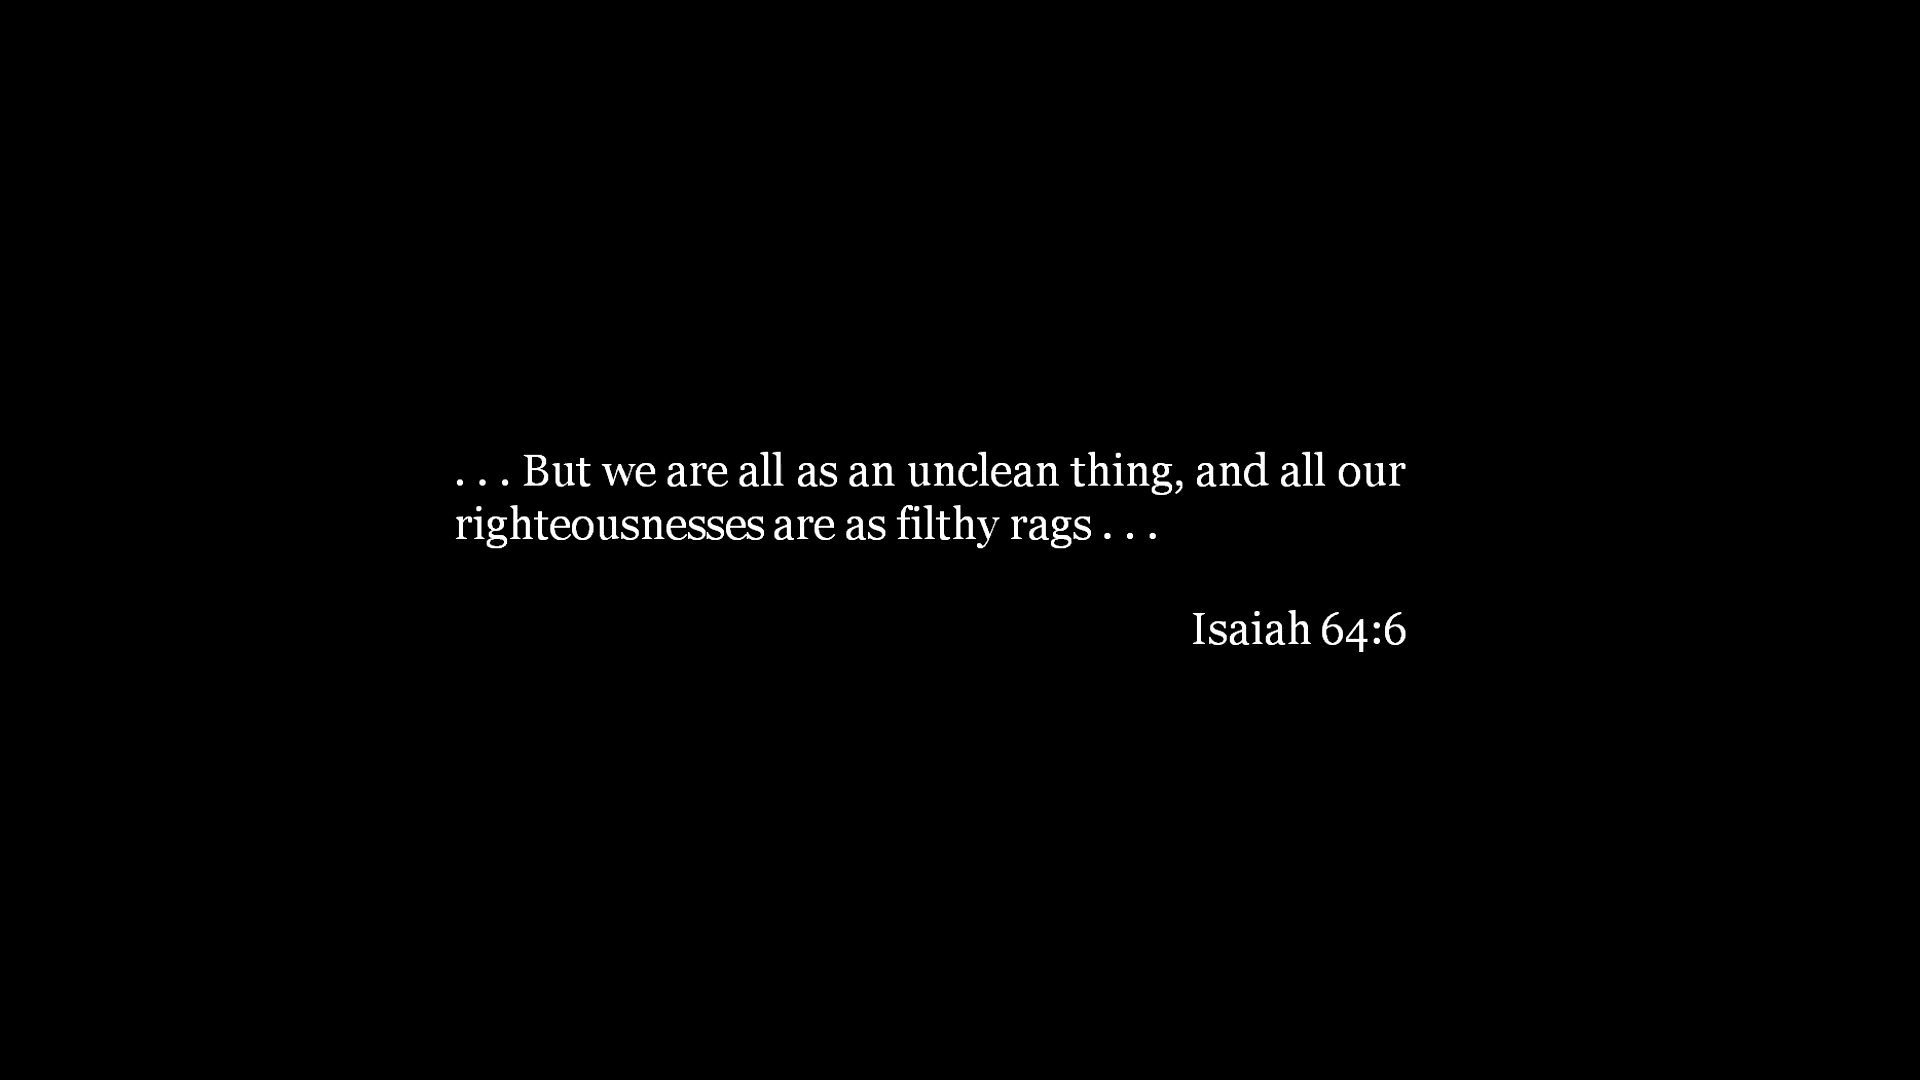 . . . But we are all as an unclean thing, and all our
righteousnesses are as filthy rags . . .
Isaiah 64:6